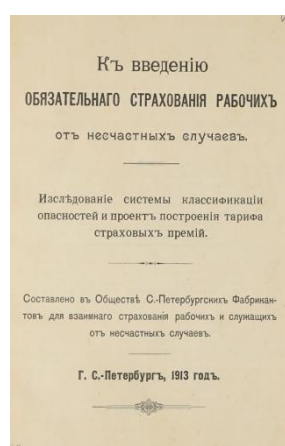 Къ введенію
ОБЯЗАТЕЛЬНАГО СТРАХОВАНІЯ РАБОЧИХЪ
отъ несчастныхъ случаевъ.
Изслѣдованіе системы классификаціи
опасностей и проектъ построенія тарифа
страховыхъ премій.
Составлено въ Обществѣ С.-Петербургскихъ Фабрикан-
товъ для взаимнаго страхованія рабочихъ и служащихъ
отъ несчастныхъ случаевъ.
Г. С.-Петербургъ, 1913 годъ.